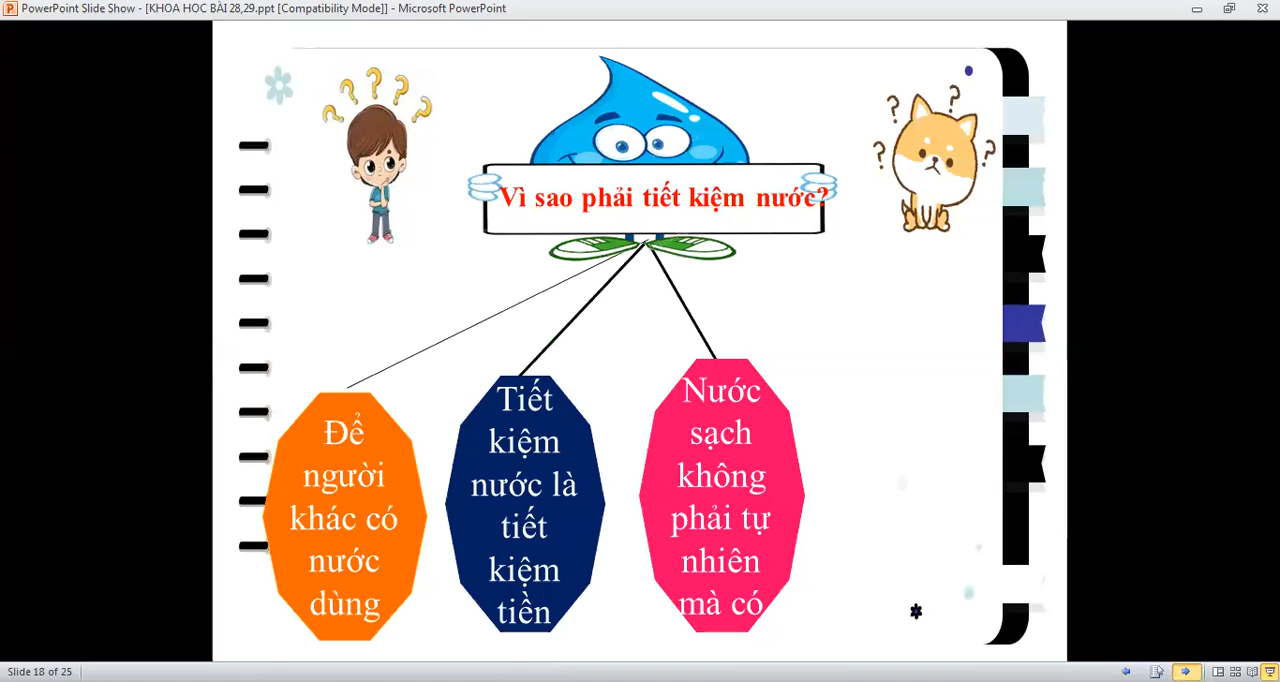 PowerPoint Slide Show - [KHOA HOC BÀI 28,29.ppt [Compatibility Mode]] - Microsoft PowerPoint
Vì sao phải tiết kiệm nước?
Để
người
khác có
nước
dùng
Tiết
kiệm
nước là
tiết
kiệm
tiền
Nước
sạch
không
phải tự
nhiên
mà có
Slide 18 of 25